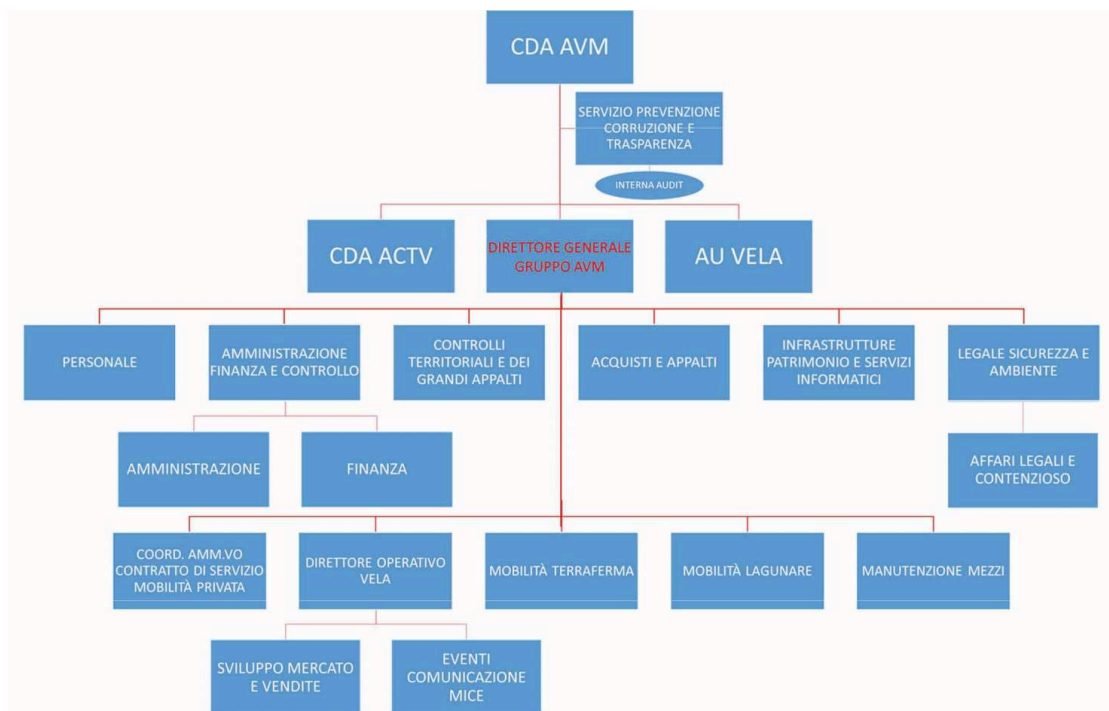 CDA AVM
SERVIZIO PREVENZIONE
CORRUZIONE E
TRASPARENZA
INTERNA AUDIT
CDA ACTV
DIRETTORE GENERALE
GRUPPO AVM
AU VELA
PERSONALE
AMMINISTRAZIONE
FINANZA E CONTROLLO
CONTROLLI
TERRITORIALI E DEI
GRANDI APPALTI
ACQUISTI E APPALTI
INFRASTRUTTURE
PATRIMONIO E SERVIZI
INFORMATICI
LEGALE SICUREZZA E
AMBIENTE
AMMINISTRAZIONE
FINANZA
AFFARI LEGALI E
CONTENZIOSO
COORD. AMM.VO
CONTRATTO DI SERVIZIO
MOBILITÀ PRIVATA
DIRETTORE OPERATIVO
VELA
MOBILITÀ TERRAFERMA
MOBILITÀ LAGUNARE
MANUTENZIONE MEZZI
SVILUPPO MERCATO
E VENDITE
EVENTI
COMUNICAZIONE
MICE